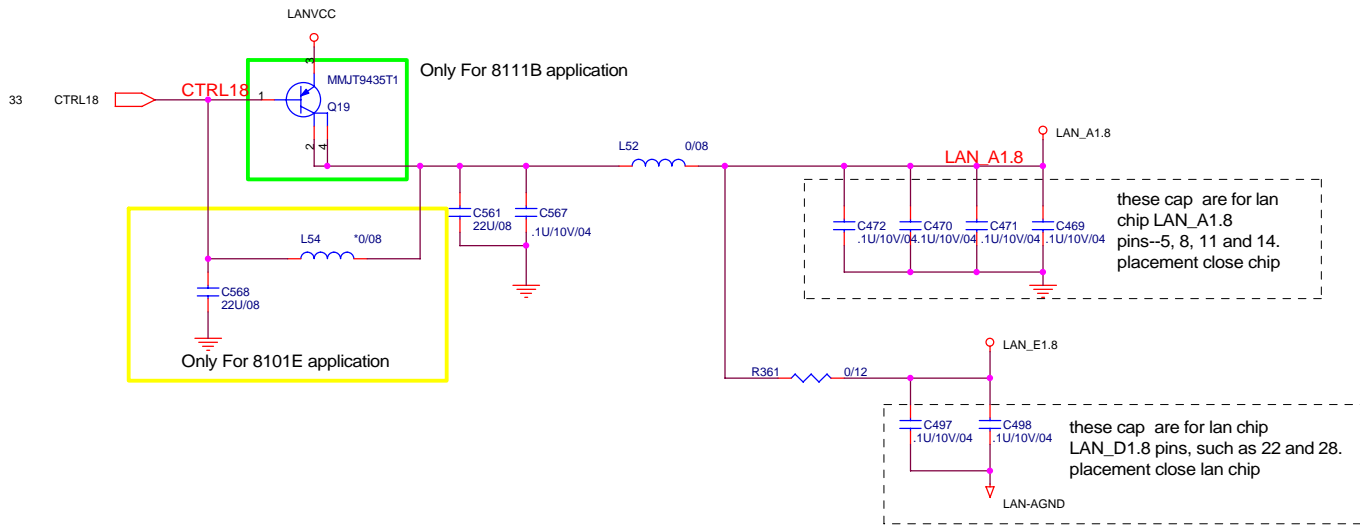 LANVCC
3
MMJT9435T1
Only For 8111B application
33
CTRL18
CTRL18
1
Q19
2
4
L52
0/08
LAN_A1.8
LAN_A1.8
C561
22U/08
C567
.1U/10V/04
C472
.1U/10V/04
C470
.1U/10V/04
C471
.1U/10V/04
C469
.1U/10V/04
these cap are for lan
chip LAN_A1.8
pins--5, 8, 11 and 14.
placement close chip
L54
*0/08
C568
22U/08
Only For 8101E application
LAN_E1.8
R361
0/12
C497
.1U/10V/04
C498
.1U/10V/04
these cap are for lan chip
LAN_D1.8 pins, such as 22 and 28.
placement close lan chip
LAN-AGND